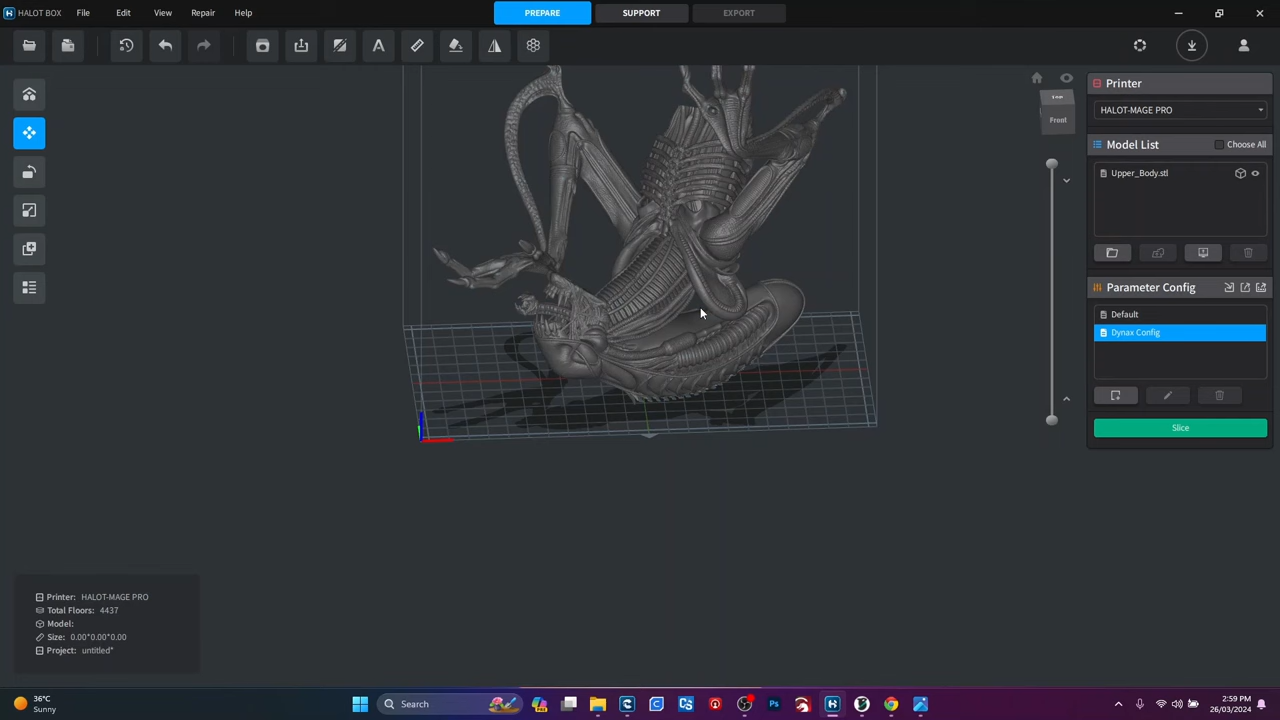 HALOT BOX File Edit View Repair Help PREPARE SUPPORT EXPORT
Printer
HALOT-MAGE PRO
Model List Choose All
Upper_Body.stl
Front
Parameter Config
Default
Dynax Config
Slice
Printer: HALOT-MAGE PRO
Total Floors: 4437
Model:
Size: 0.00*0.00*0.00
Project: untitled*
36°C
Sunny
Search
2:59 PM
26/03/2024